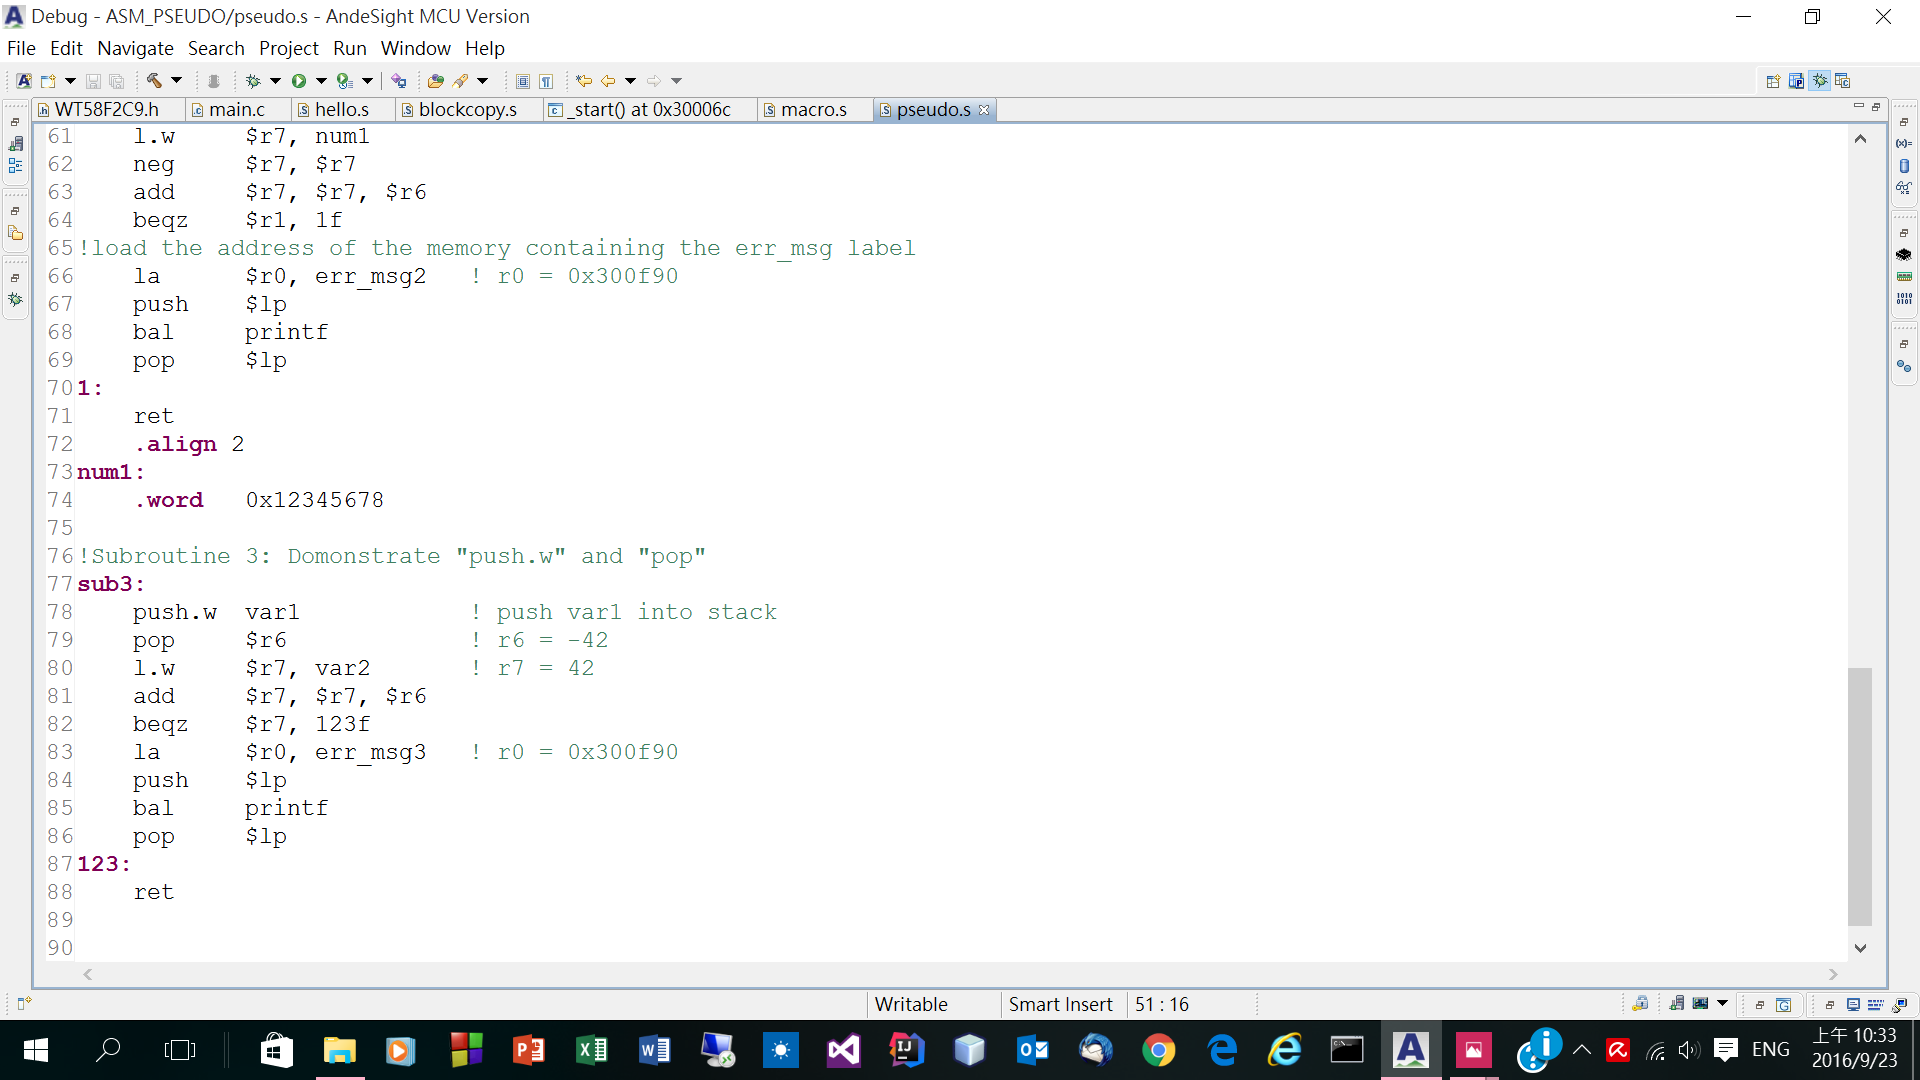 Debug - ASM_PSEUDO/pseudo.s - AndeSight MCU Version
File Edit Navigate Search Project Run Window Help
WT58F2C9.h main.c hello.s blockcopy.s _start() at 0x30006c macro.s pseudo.s
61 l.w $r7, num1
62 neg $r7, $r7
63 add $r7, $r7, $r6
64 beqz $r1, 1f
65 !load the address of the memory containing the err_msg label
66 la $r0, err_msg2 ! r0 = 0x300f90
67 push $lp
68 bal printf
69 pop $lp
70 1:
71 ret
72 .align 2
73 num1:
74 .word 0x12345678
75
76 !Subroutine 3: Domonstrate "push.w" and "pop"
77 sub3:
78 push.w var1 ! push var1 into stack
79 pop $r6 ! r6 = -42
80 l.w $r7, var2 ! r7 = 42
81 add $r7, $r7, $r6
82 beqz $r7, 123f
83 la $r0, err_msg3 ! r0 = 0x300f90
84 push $lp
85 bal printf
86 pop $lp
87 123:
88 ret
89
90
Writable Smart Insert 51 : 16
ENG
上午 10:33
2016/9/23